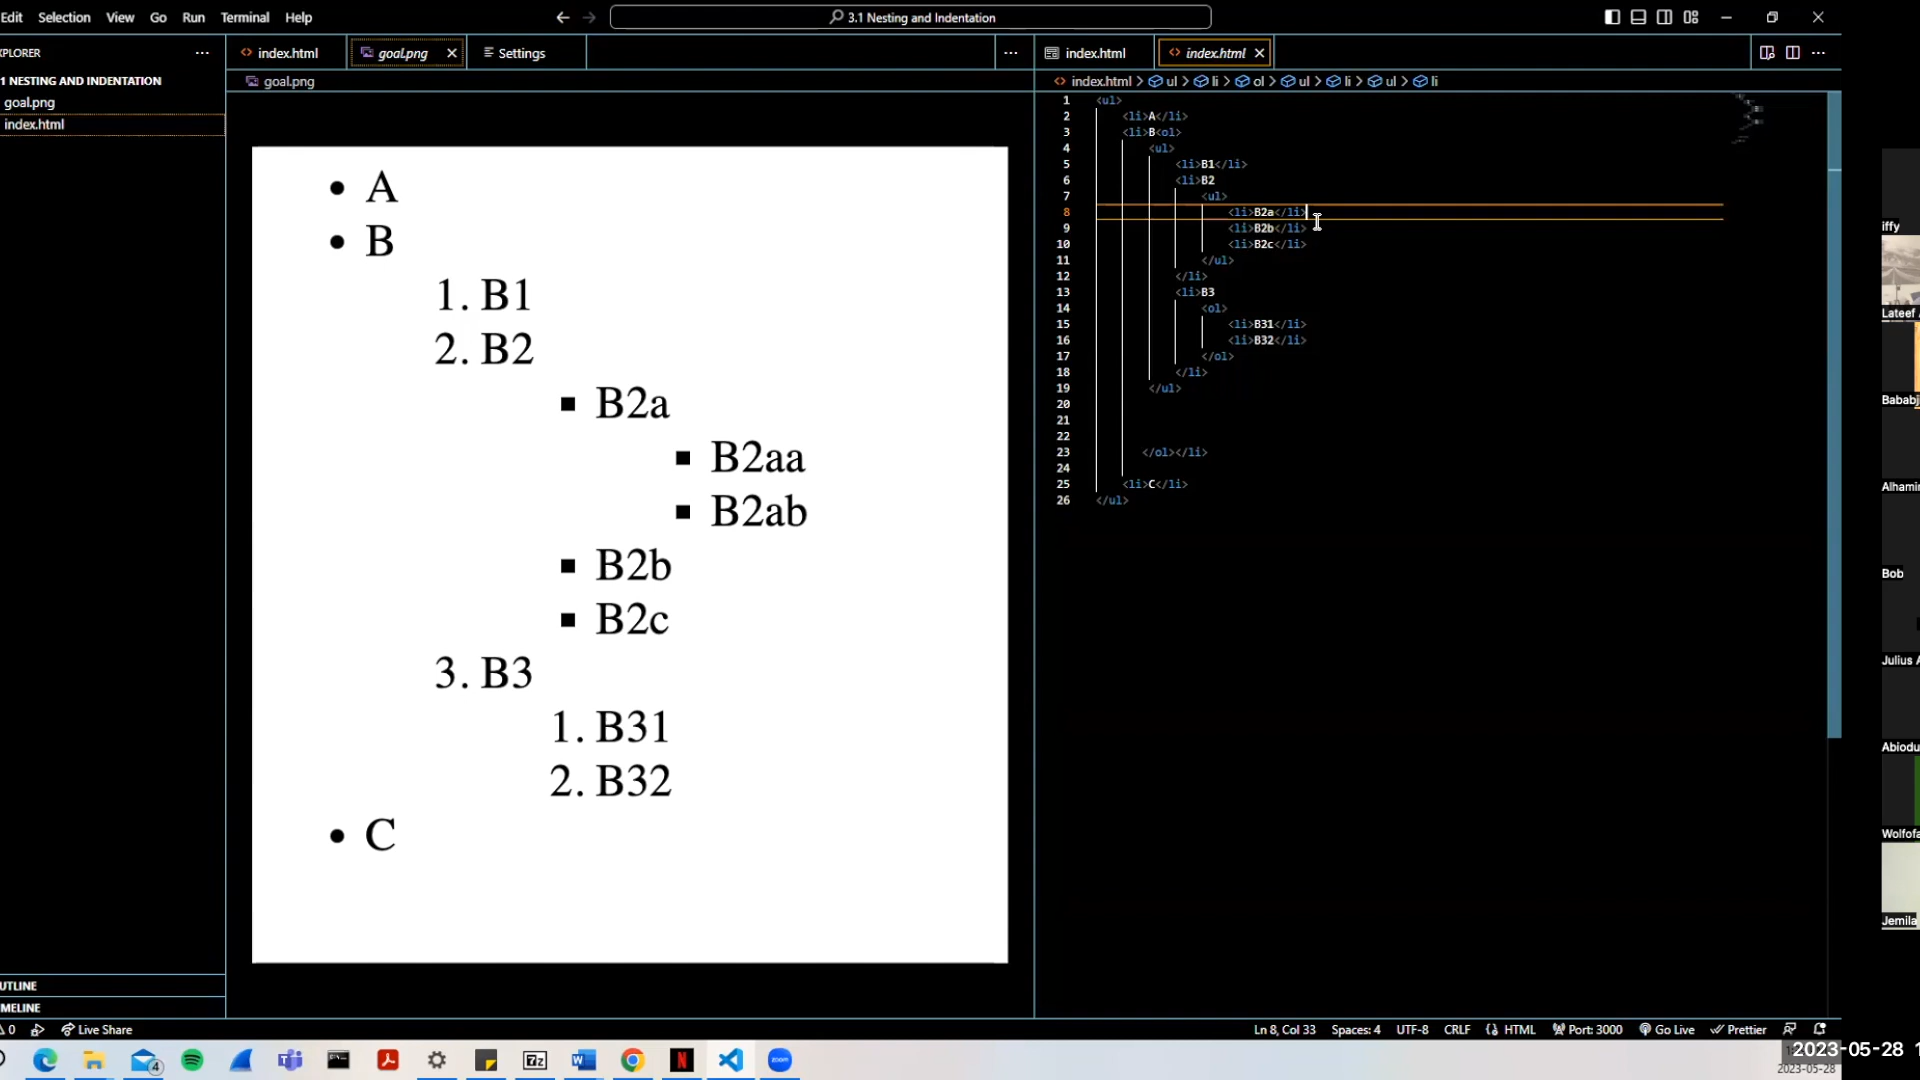 Edit Selection View Go Run Terminal Help
3.1 Nesting and Indentation
XPLORER
1 NESTING AND INDENTATION
goal.png
index.html
UTLINE
MELINE
index.html goal.png Settings
goal.png
• A
• B
1. B1
2. B2
▪ B2a
▪ B2aa
▪ B2ab
▪ B2b
▪ B2c
3. B3
1. B31
2. B32
• C
index.html index.html
index.html > ul > li > ol > ul > li > ul > li
1 <ul>
2 <li>A</li>
3 <li>B<ol>
4 <ul>
5 <li>B1</li>
6 <li>B2
7 <ul>
8 <li>B2a</li>
9 <li>B2b</li>
10 <li>B2c</li>
11 </ul>
12 </li>
13 <li>B3
14 <ol>
15 <li>B31</li>
16 <li>B32</li>
17 </ol>
18 </li>
19 </ul>
20
21
22
23 </ol></li>
24
25 <li>C</li>
26 </ul>
iffy
Lateef
Bababj
Alhamin
Bob
Julius A
Abiodu
Wolfofa
Jemila
0 Live Share
Ln 8, Col 33 Spaces: 4 UTF-8 CRLF HTML Port: 3000 Go Live Prettier
4
7z
zoom
2023-05-28 1
2023-05-28